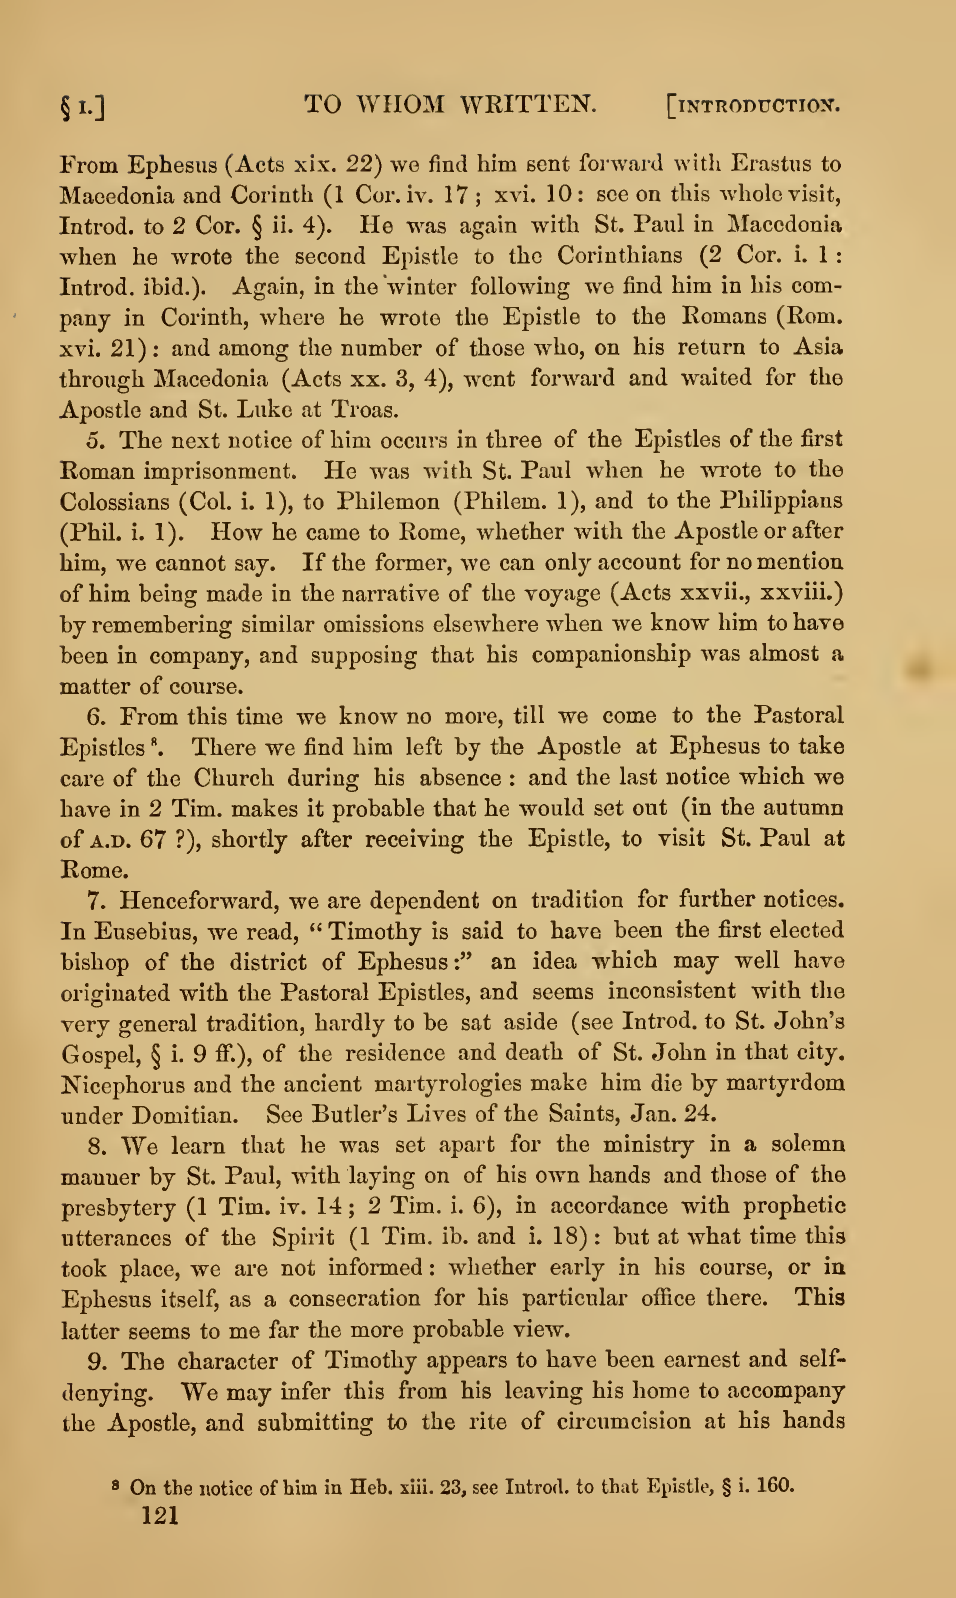 § I.] TO WHOM WRITTEN. [INTRODUCTION.
From Ephesus (Acts xix. 22) we find him sent forward with Erastus to
Macedonia and Corinth (1 Cor. iv. 17 ; xvi. 10 : see on this whole visit,
Introd. to 2 Cor. § ii. 4). He was again with St. Paul in Macedonia
when he wrote the second Epistle to the Corinthians (2 Cor. i. 1 :
Introd. ibid.). Again, in the winter following we find him in his com-
pany in Corinth, where he wrote the Epistle to the Romans (Rom.
xvi. 21) : and among the number of those who, on his return to Asia
through Macedonia (Acts xx. 3, 4), went forward and waited for the
Apostle and St. Luke at Troas.
5. The next notice of him occurs in three of the Epistles of the first
Roman imprisonment. He was with St. Paul when he wrote to the
Colossians (Col. i. 1), to Philemon (Philem. 1), and to the Philippians
(Phil. i. 1). How he came to Rome, whether with the Apostle or after
him, we cannot say. If the former, we can only account for no mention
of him being made in the narrative of the voyage (Acts xxvii., xxviii.)
by remembering similar omissions elsewhere when we know him to have
been in company, and supposing that his companionship was almost a
matter of course.
6. From this time we know no more, till we come to the Pastoral
Epistles ⁸. There we find him left by the Apostle at Ephesus to take
care of the Church during his absence : and the last notice which we
have in 2 Tim. makes it probable that he would set out (in the autumn
of A.D. 67 ?), shortly after receiving the Epistle, to visit St. Paul at
Rome.
7. Henceforward, we are dependent on tradition for further notices.
In Eusebius, we read, “ Timothy is said to have been the first elected
bishop of the district of Ephesus :” an idea which may well have
originated with the Pastoral Epistles, and seems inconsistent with the
very general tradition, hardly to be sat aside (see Introd. to St. John’s
Gospel, § i. 9 ff.), of the residence and death of St. John in that city.
Nicephorus and the ancient martyrologies make him die by martyrdom
under Domitian. See Butler’s Lives of the Saints, Jan. 24.
8. We learn that he was set apart for the ministry in a solemn
manner by St. Paul, with laying on of his own hands and those of the
presbytery (1 Tim. iv. 14 ; 2 Tim. i. 6), in accordance with prophetic
utterances of the Spirit (1 Tim. ib. and i. 18) : but at what time this
took place, we are not informed : whether early in his course, or in
Ephesus itself, as a consecration for his particular office there. This
latter seems to me far the more probable view.
9. The character of Timothy appears to have been earnest and self-
denying. We may infer this from his leaving his home to accompany
the Apostle, and submitting to the rite of circumcision at his hands
⁸ On the notice of him in Heb. xiii. 23, see Introd. to that Epistle, § i. 160.
121